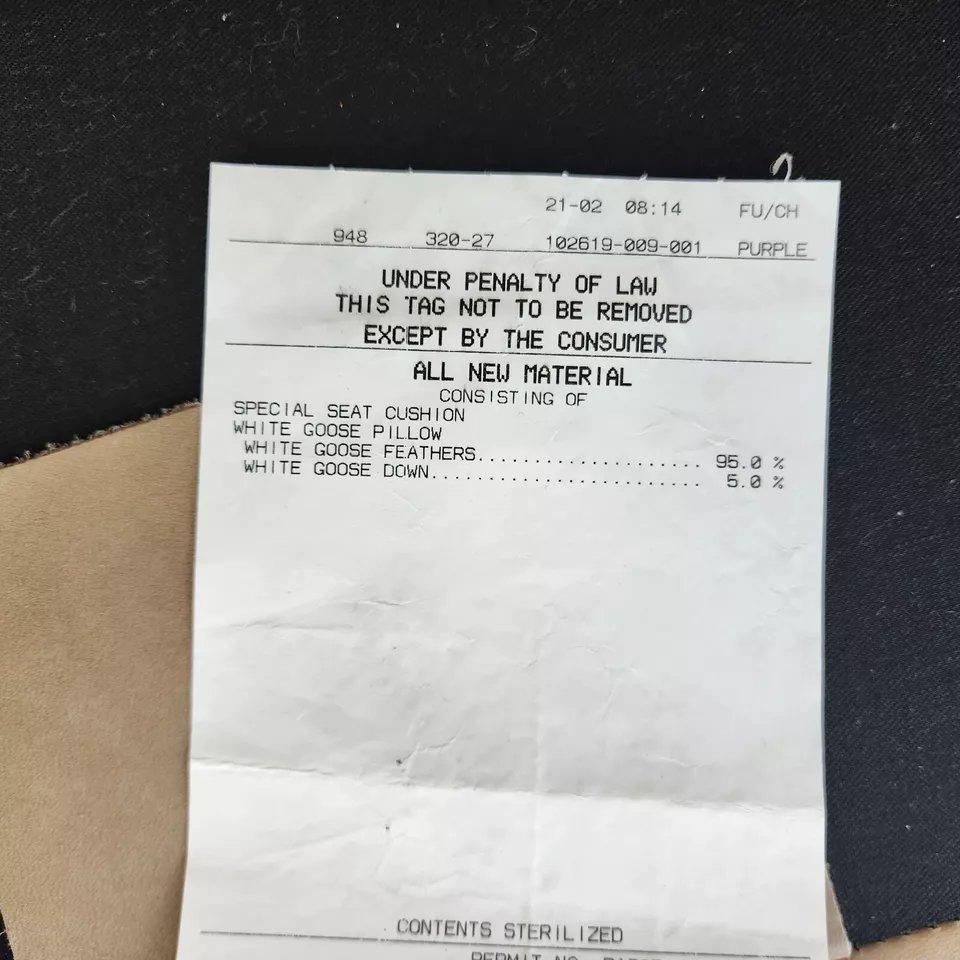 21-02 08:14 FU/CH
948 320-27 102619-009-001 PURPLE
UNDER PENALTY OF LAW
THIS TAG NOT TO BE REMOVED
EXCEPT BY THE CONSUMER
ALL NEW MATERIAL
CONSISTING OF
SPECIAL SEAT CUSHION
WHITE GOOSE PILLOW
WHITE GOOSE FEATHERS.................... 95.0 %
WHITE GOOSE DOWN........................ 5.0 %
CONTENTS STERILIZED
PERMIT NO.